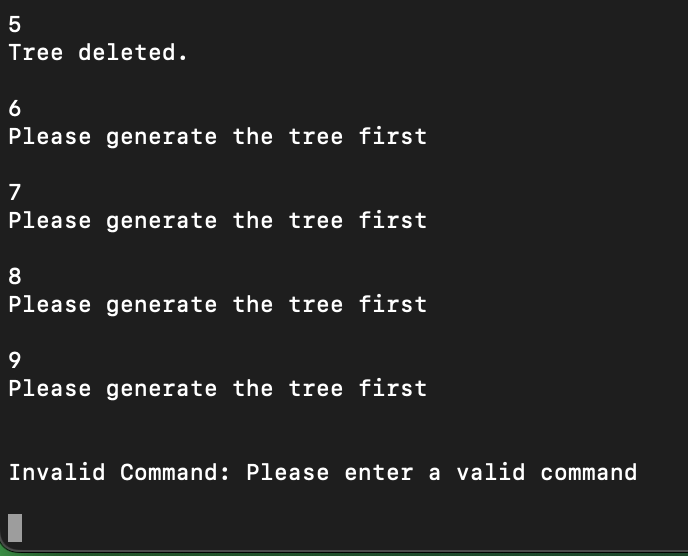 5
Tree deleted.
6
Please generate the tree first
7
Please generate the tree first
8
Please generate the tree first
9
Please generate the tree first
Invalid Command: Please enter a valid command